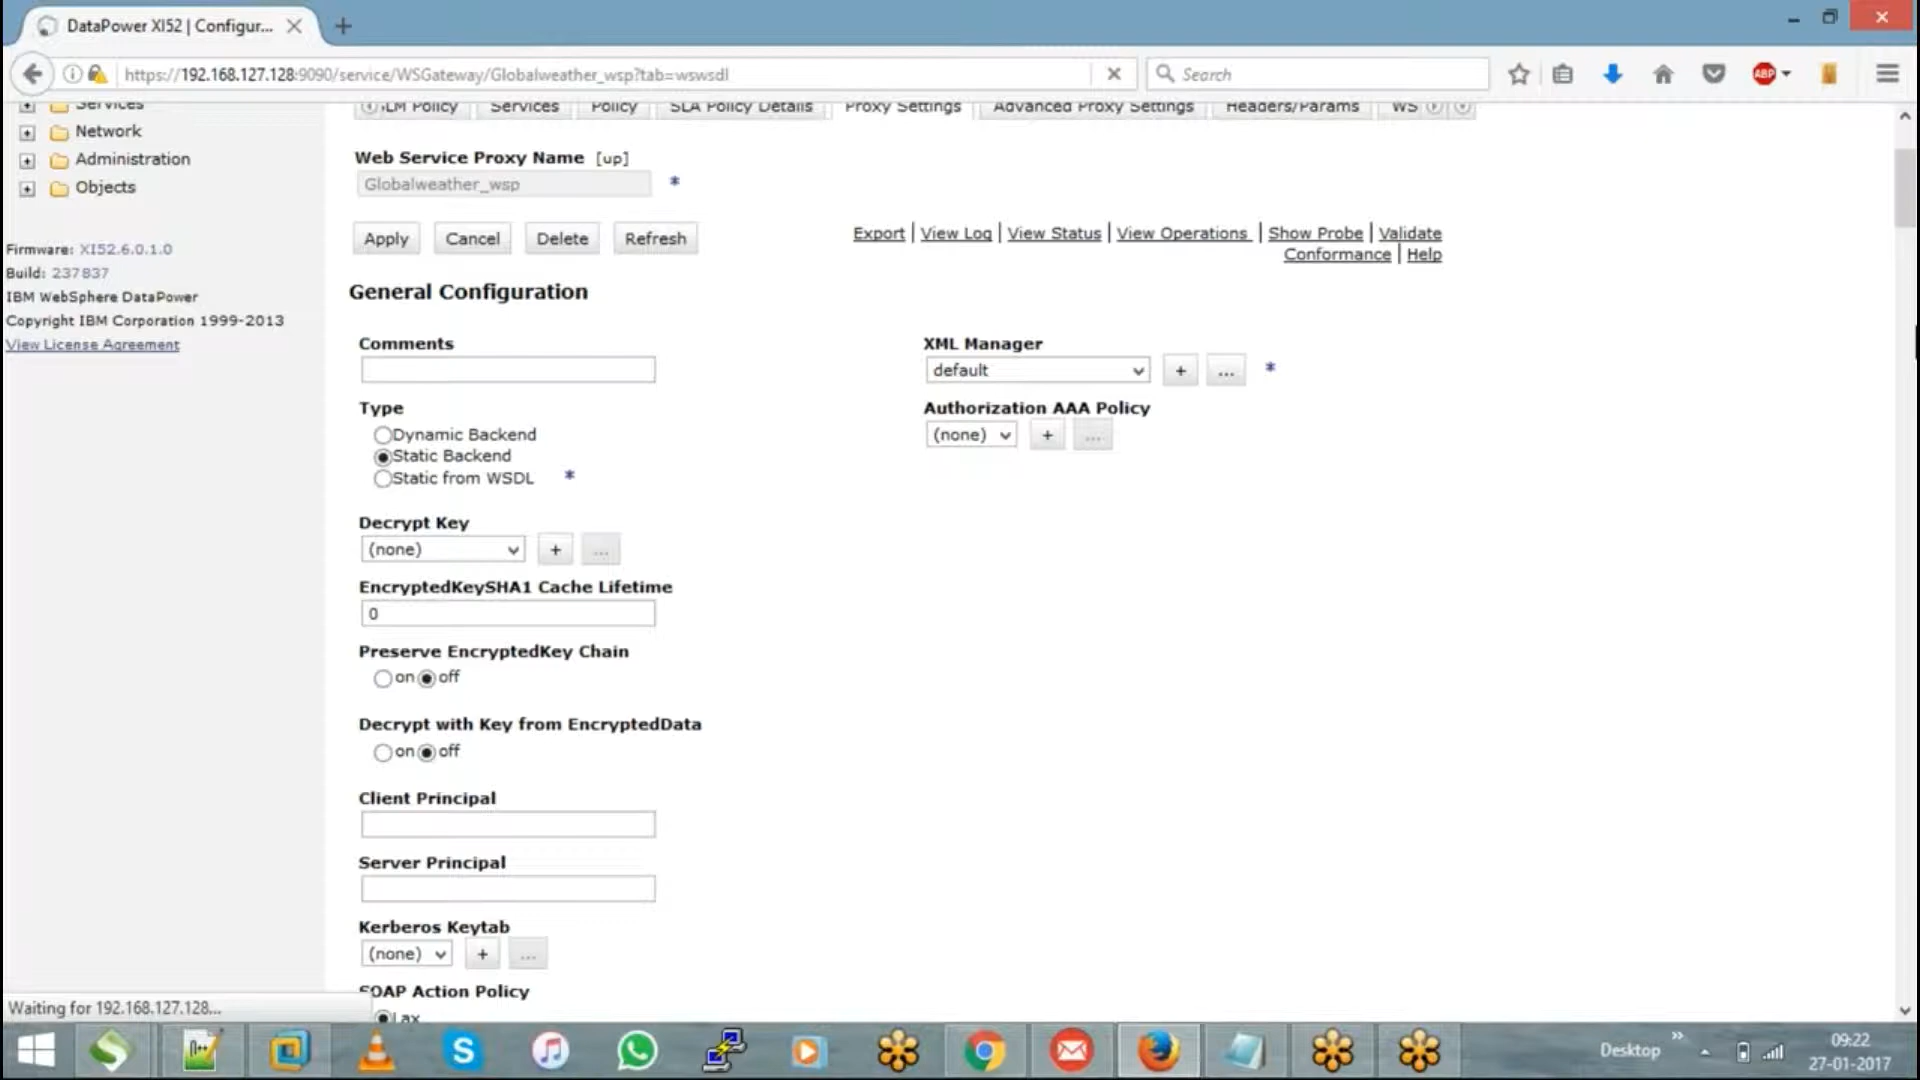 DataPower XI52 | Configur...
https://192.168.127.128:9090/service/WSGateway/Globalweather_wsp?tab=wswsdl
Search
ABP
Services
Network
Administration
Objects
Firmware: XI52.6.0.1.0
Build: 237837
IBM WebSphere DataPower
Copyright IBM Corporation 1999-2013
View License Agreement
SLM Policy
Services
Policy
SLA Policy Details
Proxy Settings
Advanced Proxy Settings
Headers/Params
WS
Web Service Proxy Name [up]
Globalweather_wsp *
Apply
Cancel
Delete
Refresh
Export | View Log | View Status | View Operations | Show Probe | Validate
Conformance | Help
General Configuration
Comments
Type
Dynamic Backend
Static Backend
Static from WSDL *
Decrypt Key
(none) + ...
EncryptedKeySHA1 Cache Lifetime
0
Preserve EncryptedKey Chain
on off
Decrypt with Key from EncryptedData
on off
Client Principal
Server Principal
Kerberos Keytab
(none) + ...
SOAP Action Policy
Lax
XML Manager
default + ... *
Authorization AAA Policy
(none) + ...
Waiting for 192.168.127.128...
n++
S
Desktop
09:22
27-01-2017